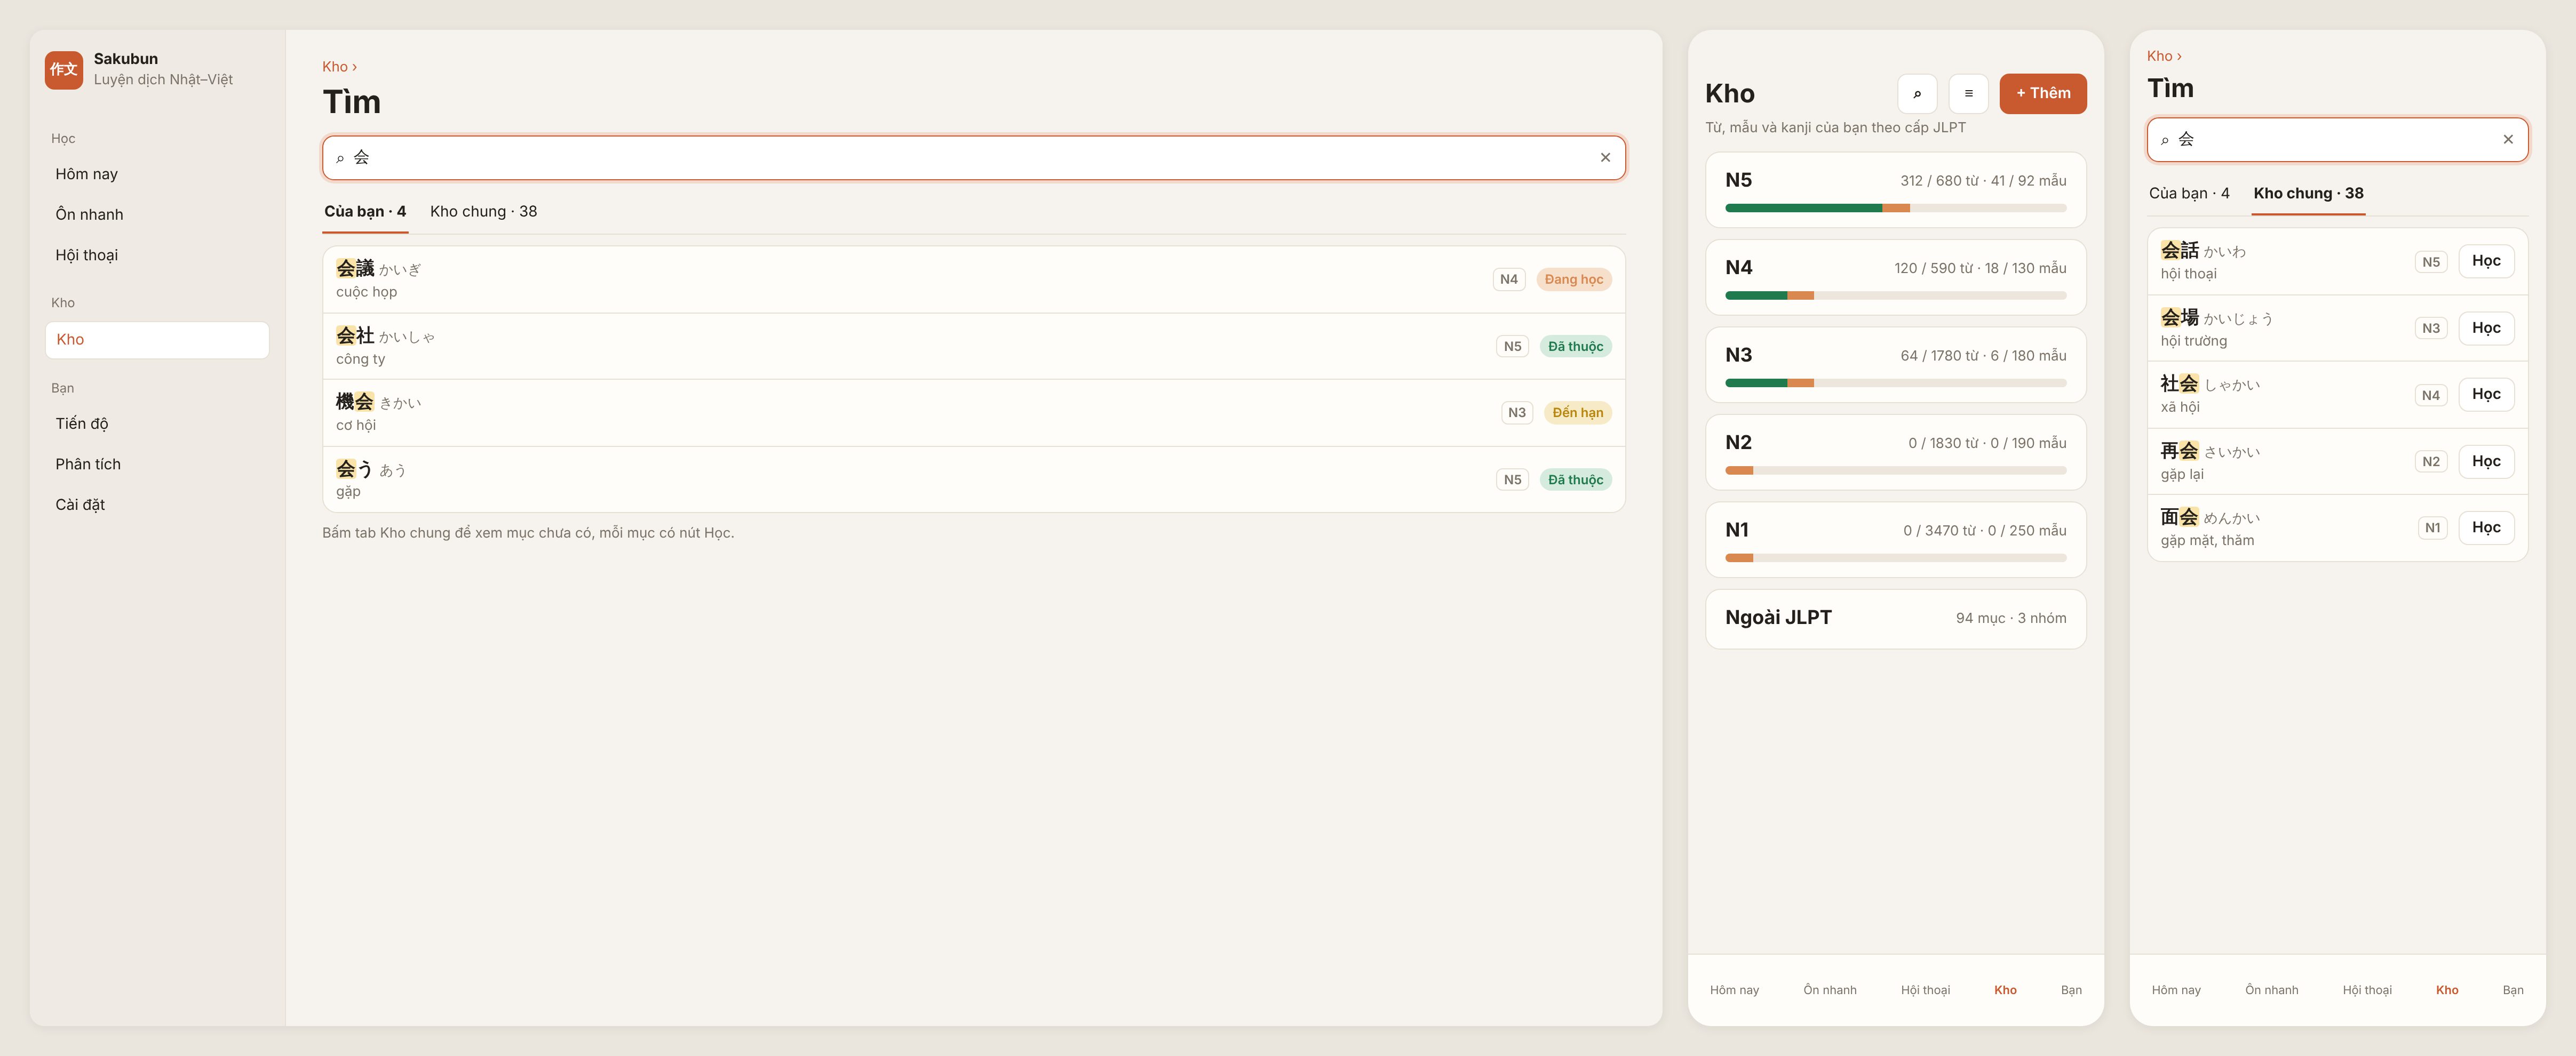 作文
Sakubun
Luyện dịch Nhật–Việt
Học
Hôm nay
Ôn nhanh
Hội thoại
Kho
Kho
Bạn
Tiến độ
Phân tích
Cài đặt
Kho ›
Tìm
⌕ 会 ✕
Của bạn · 4 Kho chung · 38
会議 かいぎ N4 Đang học
cuộc họp
会社 かいしゃ N5 Đã thuộc
công ty
機会 きかい N3 Đến hạn
cơ hội
会う あう N5 Đã thuộc
gặp
Bấm tab Kho chung để xem mục chưa có, mỗi mục có nút Học.
Kho ⌕ ≡ + Thêm
Từ, mẫu và kanji của bạn theo cấp JLPT
N5 312 / 680 từ · 41 / 92 mẫu
N4 120 / 590 từ · 18 / 130 mẫu
N3 64 / 1780 từ · 6 / 180 mẫu
N2 0 / 1830 từ · 0 / 190 mẫu
N1 0 / 3470 từ · 0 / 250 mẫu
Ngoài JLPT 94 mục · 3 nhóm
Hôm nay Ôn nhanh Hội thoại Kho Bạn
Kho ›
Tìm
⌕ 会 ✕
Của bạn · 4 Kho chung · 38
会話 かいわ N5 Học
hội thoại
会場 かいじょう N3 Học
hội trường
社会 しゃかい N4 Học
xã hội
再会 さいかい N2 Học
gặp lại
面会 めんかい N1 Học
gặp mặt, thăm
Hôm nay Ôn nhanh Hội thoại Kho Bạn